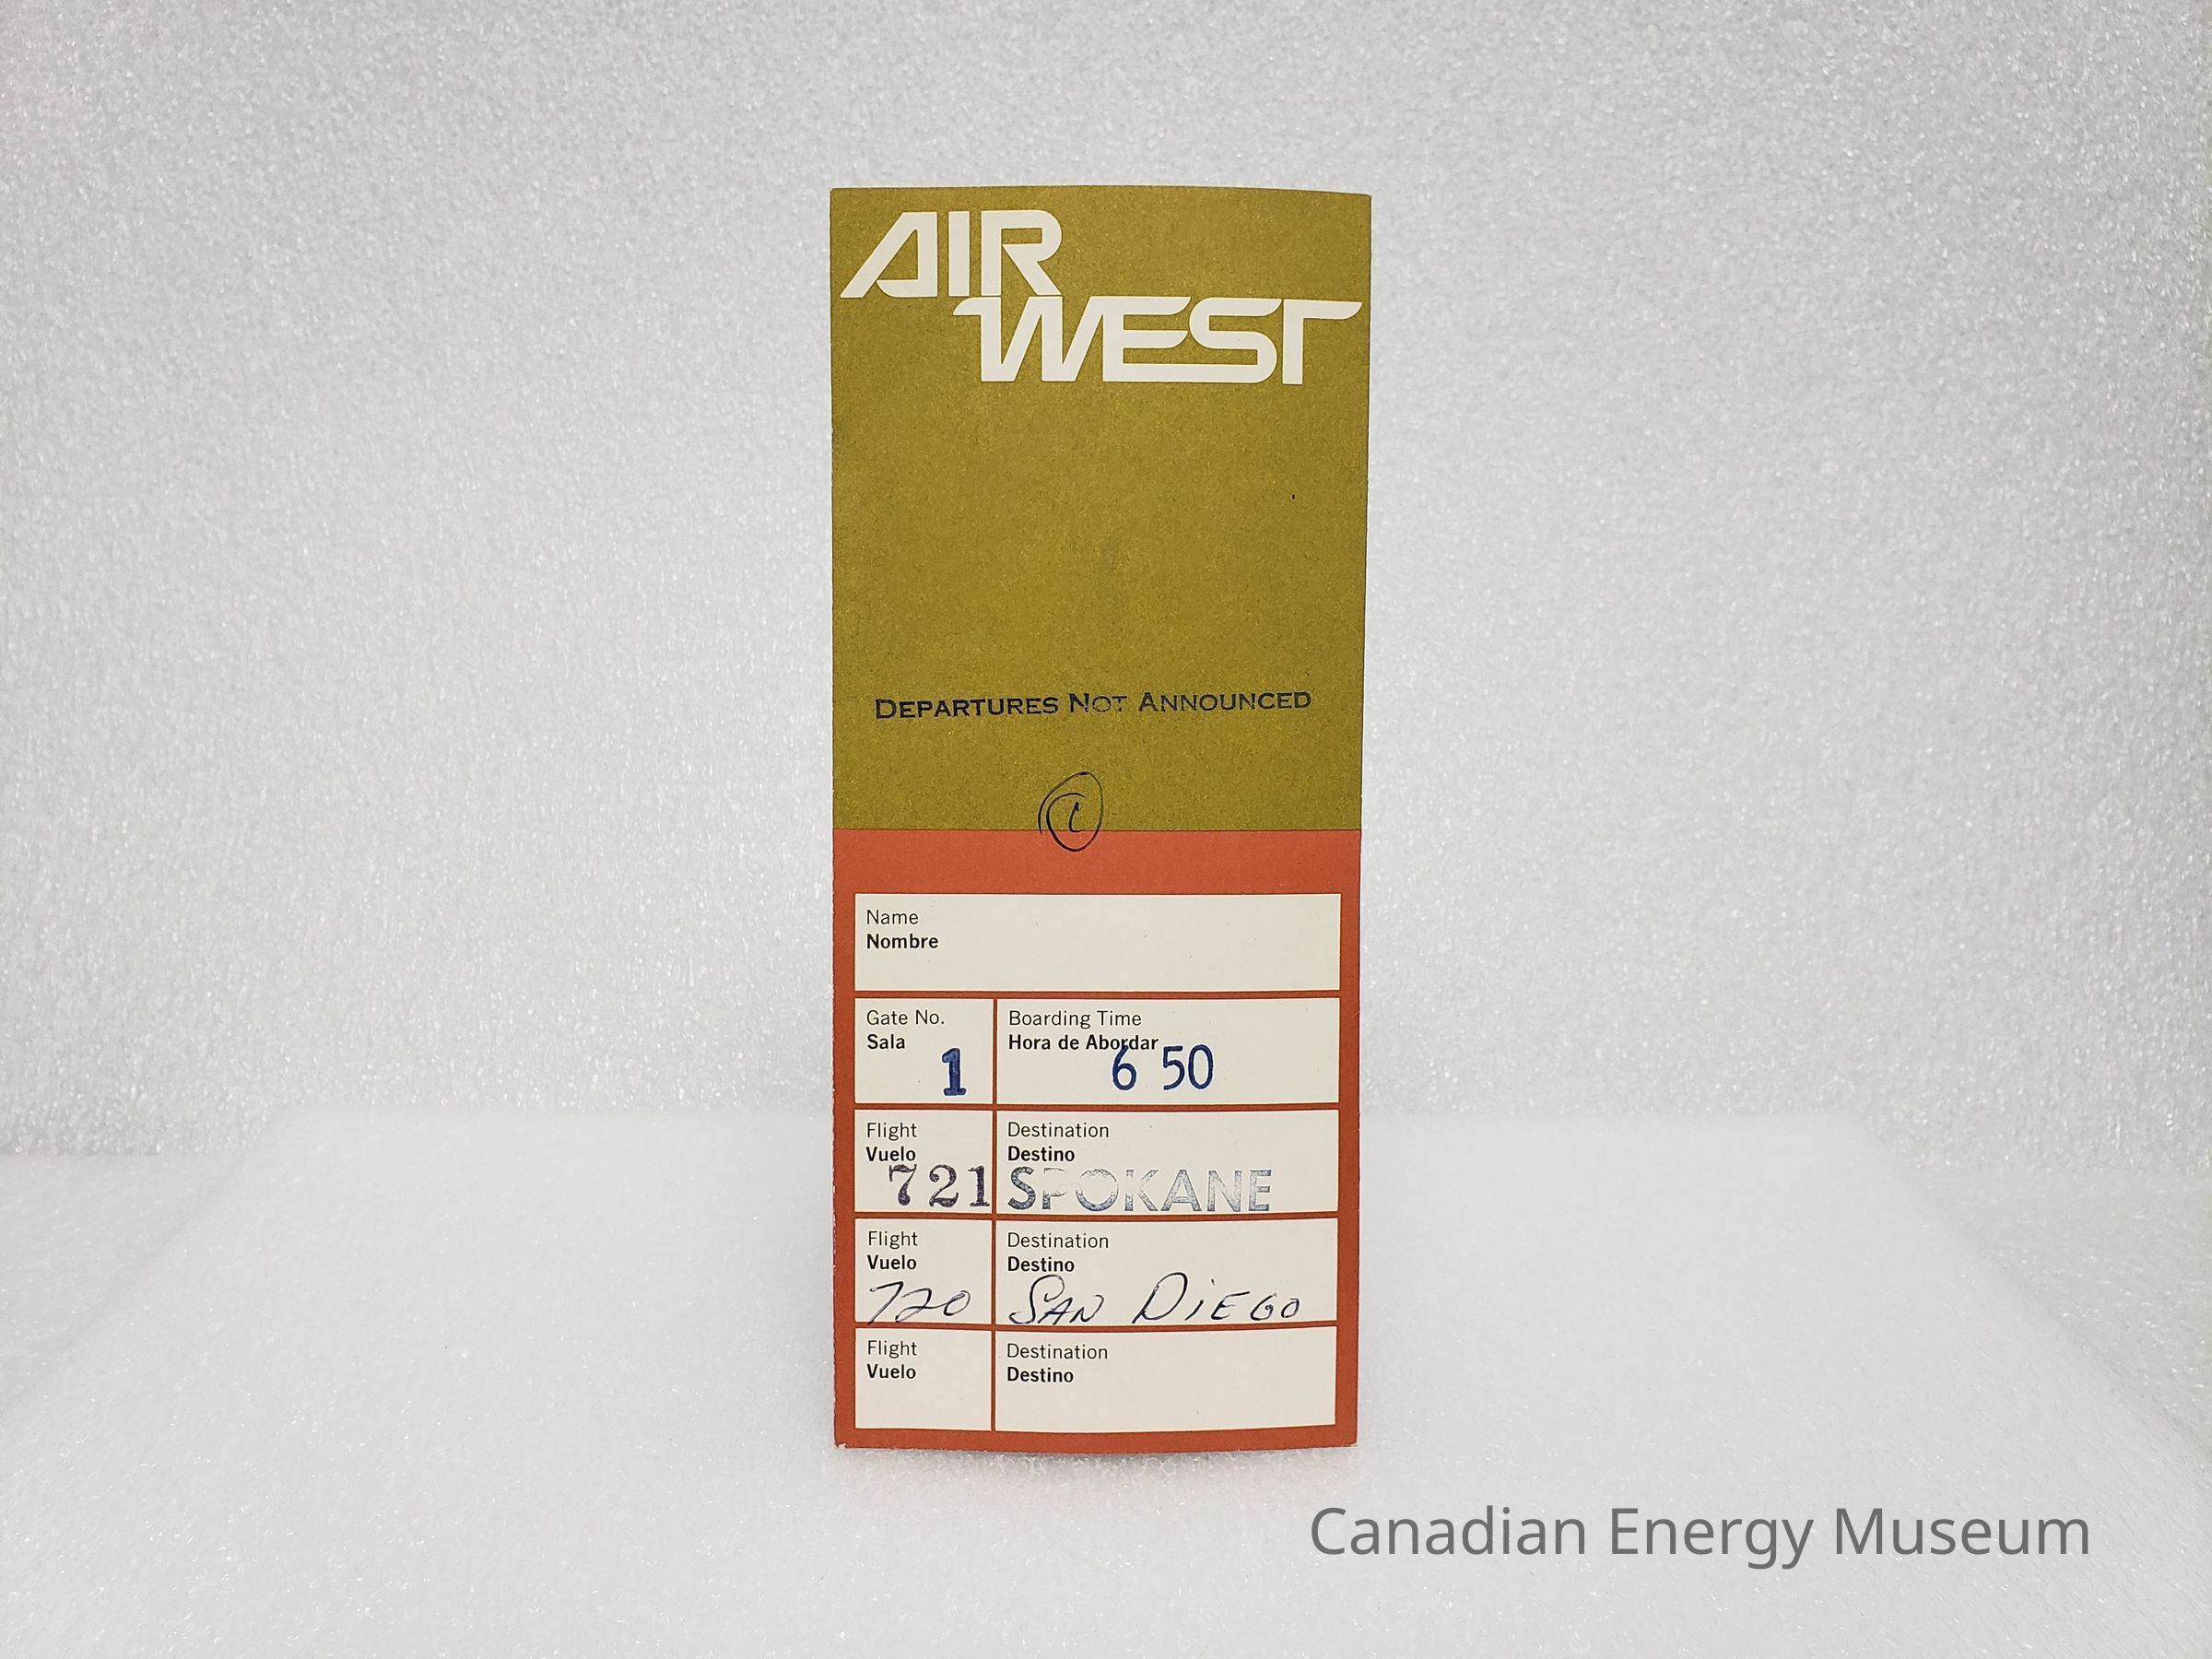 AIR
WEST
DEPARTURES NOT ANNOUNCED
Name
Nombre
Gate No.
Sala
1
Boarding Time
Hora de Abordar
6 50
Flight
Vuelo
721
Destination
Destino
SPOKANE
Flight
Vuelo
720
Destination
Destino
SAN DiEGO
Flight
Vuelo
Destination
Destino
Canadian Energy Museum